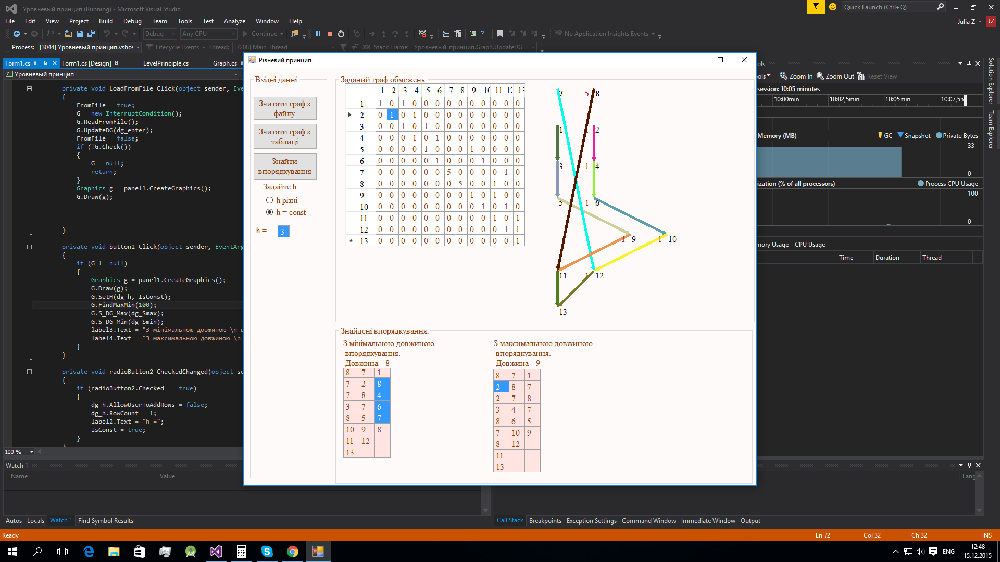 Уровневый принцип (Running) - Microsoft Visual Studio
Quick Launch (Ctrl+Q)
File Edit View Project Build Debug Team Tools Test Analyze Window Help
Julia Z JZ
Debug Any CPU Continue No Application Insights Events
Process: [3044] Уровневый принцип.vshos Lifecycle Events Thread: [7208] Main Thread Stack Frame: Уровневый_принцип.Graph.UpdateDG
Form1.cs Form1.cs [Design] LevelPrinciple.cs Graph.cs
Уровневый принцип
private void LoadFromFile_Click(object sender, Eve
{
FromFile = true;
G = new InterruptCondition();
G.ReadFromFile();
G.UpdateDG(dg_enter);
FromFile = false;
if (!G.Check())
{
G = null;
return;
}
Graphics g = panel1.CreateGraphics();
G.Draw(g);
}
private void button1_Click(object sender, EventArg
{
if (G != null)
{
Graphics g = panel1.CreateGraphics();
G.Draw(g);
G.SetH(dg_h, IsConst);
G.FindMaxMin(100);
G.S_DG_Max(dg_Smax);
G.S_DG_Min(dg_Smin);
label3.Text = "З мінімальною довжиною \n в
label4.Text = "З максимальною довжиною \n
}
}
private void radioButton2_CheckedChanged(object se
{
if (radioButton2.Checked == true)
{
dg_h.AllowUserToAddRows = false;
dg_h.RowCount = 1;
label2.Text = "h =";
IsConst = true;
}
}
100 %
Рівневий принцип
Вхідні данні:
Зчитати граф з
файлу
Зчитати граф з
таблиці
Знайти
впорядкування
Задайте h:
h різні
h = const
h = 3
Заданий граф обмежень:
1 2 3 4 5 6 7 8 9 10 11 12 13
1 1 0 1 0 0 0 0 0 0 0 0 0 0
2 0 1 0 1 0 0 0 0 0 0 0 0 0
3 0 0 1 0 1 0 0 0 0 0 0 0 0
4 0 0 0 1 0 1 0 0 0 0 0 0 0
5 0 0 0 0 1 0 0 0 1 0 0 0 0
6 0 0 0 0 0 1 0 0 0 1 0 0 0
7 0 0 0 0 0 0 5 0 0 0 0 1 0
8 0 0 0 0 0 0 0 5 0 0 1 0 0
9 0 0 0 0 0 0 0 0 1 0 1 0 0
10 0 0 0 0 0 0 0 0 0 1 0 1 0
11 0 0 0 0 0 0 0 0 0 0 1 0 1
12 0 0 0 0 0 0 0 0 0 0 0 1 1
* 13 0 0 0 0 0 0 0 0 0 0 0 0 1
7 5 8
1 1 2
3 1 4
5 1 6
1 9 1 10
11 1 12
13
Знайдені впорядкування:
З мінімальною довжиною
впорядкування.
Довжина - 8
8 7 1
7 2 8
7 8 4
3 7 6
8 5 7
10 9 8
11 12
13
З максимальною довжиною
впорядкування.
Довжина - 9
8 7 1
2 8 7
2 7 8
3 4 7
8 6 5
7 10 9
8 12
11
13
ols
ols Zoom In Zoom Out Reset View
session: 10:05 minutes
10:00min 10:02,5min 10:05min 10:07,5m
Memory (MB) GC Snapshot Private Bytes
33
0
ization (% of all processors) Process CPU Usage
100
0
mory Usage CPU Usage
Time Duration Thread
Solution Explorer
Team Explorer
Watch 1
Name Value
Lang
Autos Locals Watch 1 Find Symbol Results
Call Stack Breakpoints Exception Settings Command Window Immediate Window Output
Ready Ln 72 Col 32 Ch 32 INS
ENG
12:48
15.12.2015